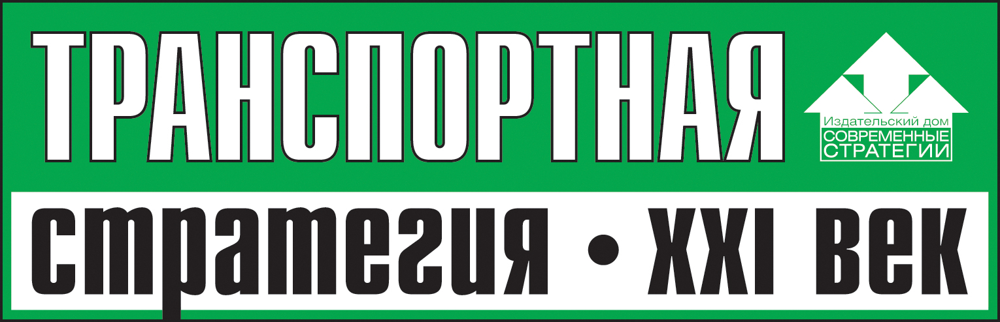 ТРАНСПОРТНАЯ
Издательский дом
СОВРЕМЕННЫЕ
СТРАТЕГИИ
стратегия • XXI век